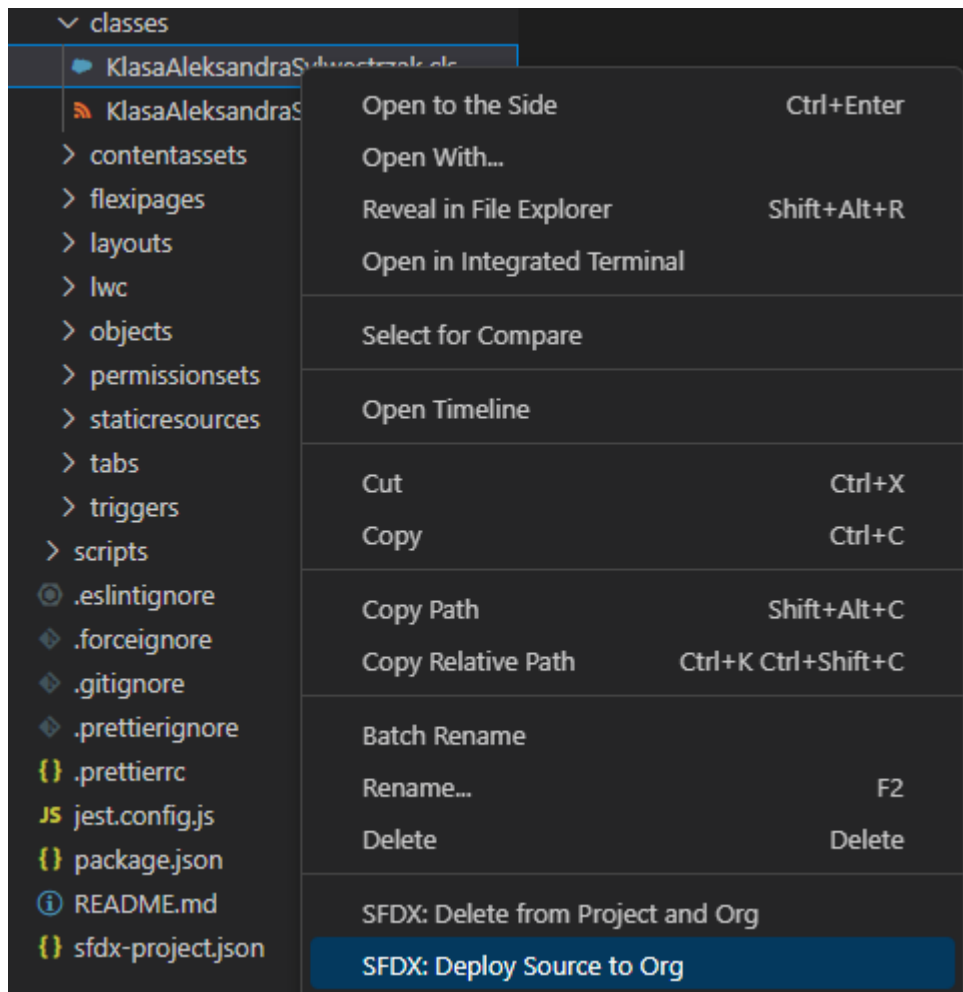 classes
KlasaAleksandraSylwestrzak.cls
KlasaAleksandraS
contentassets
flexipages
layouts
lwc
objects
permissionsets
staticresources
tabs
triggers
scripts
.eslintignore
.forceignore
.gitignore
.prettierignore
{} .prettierrc
JS jest.config.js
{} package.json
README.md
{} sfdx-project.json
Open to the Side Ctrl+Enter
Open With...
Reveal in File Explorer Shift+Alt+R
Open in Integrated Terminal
Select for Compare
Open Timeline
Cut Ctrl+X
Copy Ctrl+C
Copy Path Shift+Alt+C
Copy Relative Path Ctrl+K Ctrl+Shift+C
Batch Rename
Rename... F2
Delete Delete
SFDX: Delete from Project and Org
SFDX: Deploy Source to Org